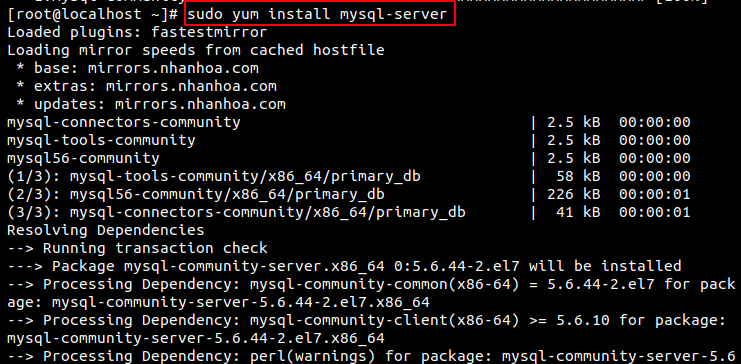 [root@localhost ~]# sudo yum install mysql-server
Loaded plugins: fastestmirror
Loading mirror speeds from cached hostfile
 * base: mirrors.nhanhoa.com
 * extras: mirrors.nhanhoa.com
 * updates: mirrors.nhanhoa.com
mysql-connectors-community | 2.5 kB 00:00:00
mysql-tools-community | 2.5 kB 00:00:00
mysql56-community | 2.5 kB 00:00:00
(1/3): mysql-tools-community/x86_64/primary_db | 58 kB 00:00:00
(2/3): mysql56-community/x86_64/primary_db | 226 kB 00:00:01
(3/3): mysql-connectors-community/x86_64/primary_db | 41 kB 00:00:01
Resolving Dependencies
--> Running transaction check
---> Package mysql-community-server.x86_64 0:5.6.44-2.el7 will be installed
--> Processing Dependency: mysql-community-common(x86-64) = 5.6.44-2.el7 for pack
age: mysql-community-server-5.6.44-2.el7.x86_64
--> Processing Dependency: mysql-community-client(x86-64) >= 5.6.10 for package:
mysql-community-server-5.6.44-2.el7.x86_64
--> Processing Dependency: perl(warnings) for package: mysql-community-server-5.6